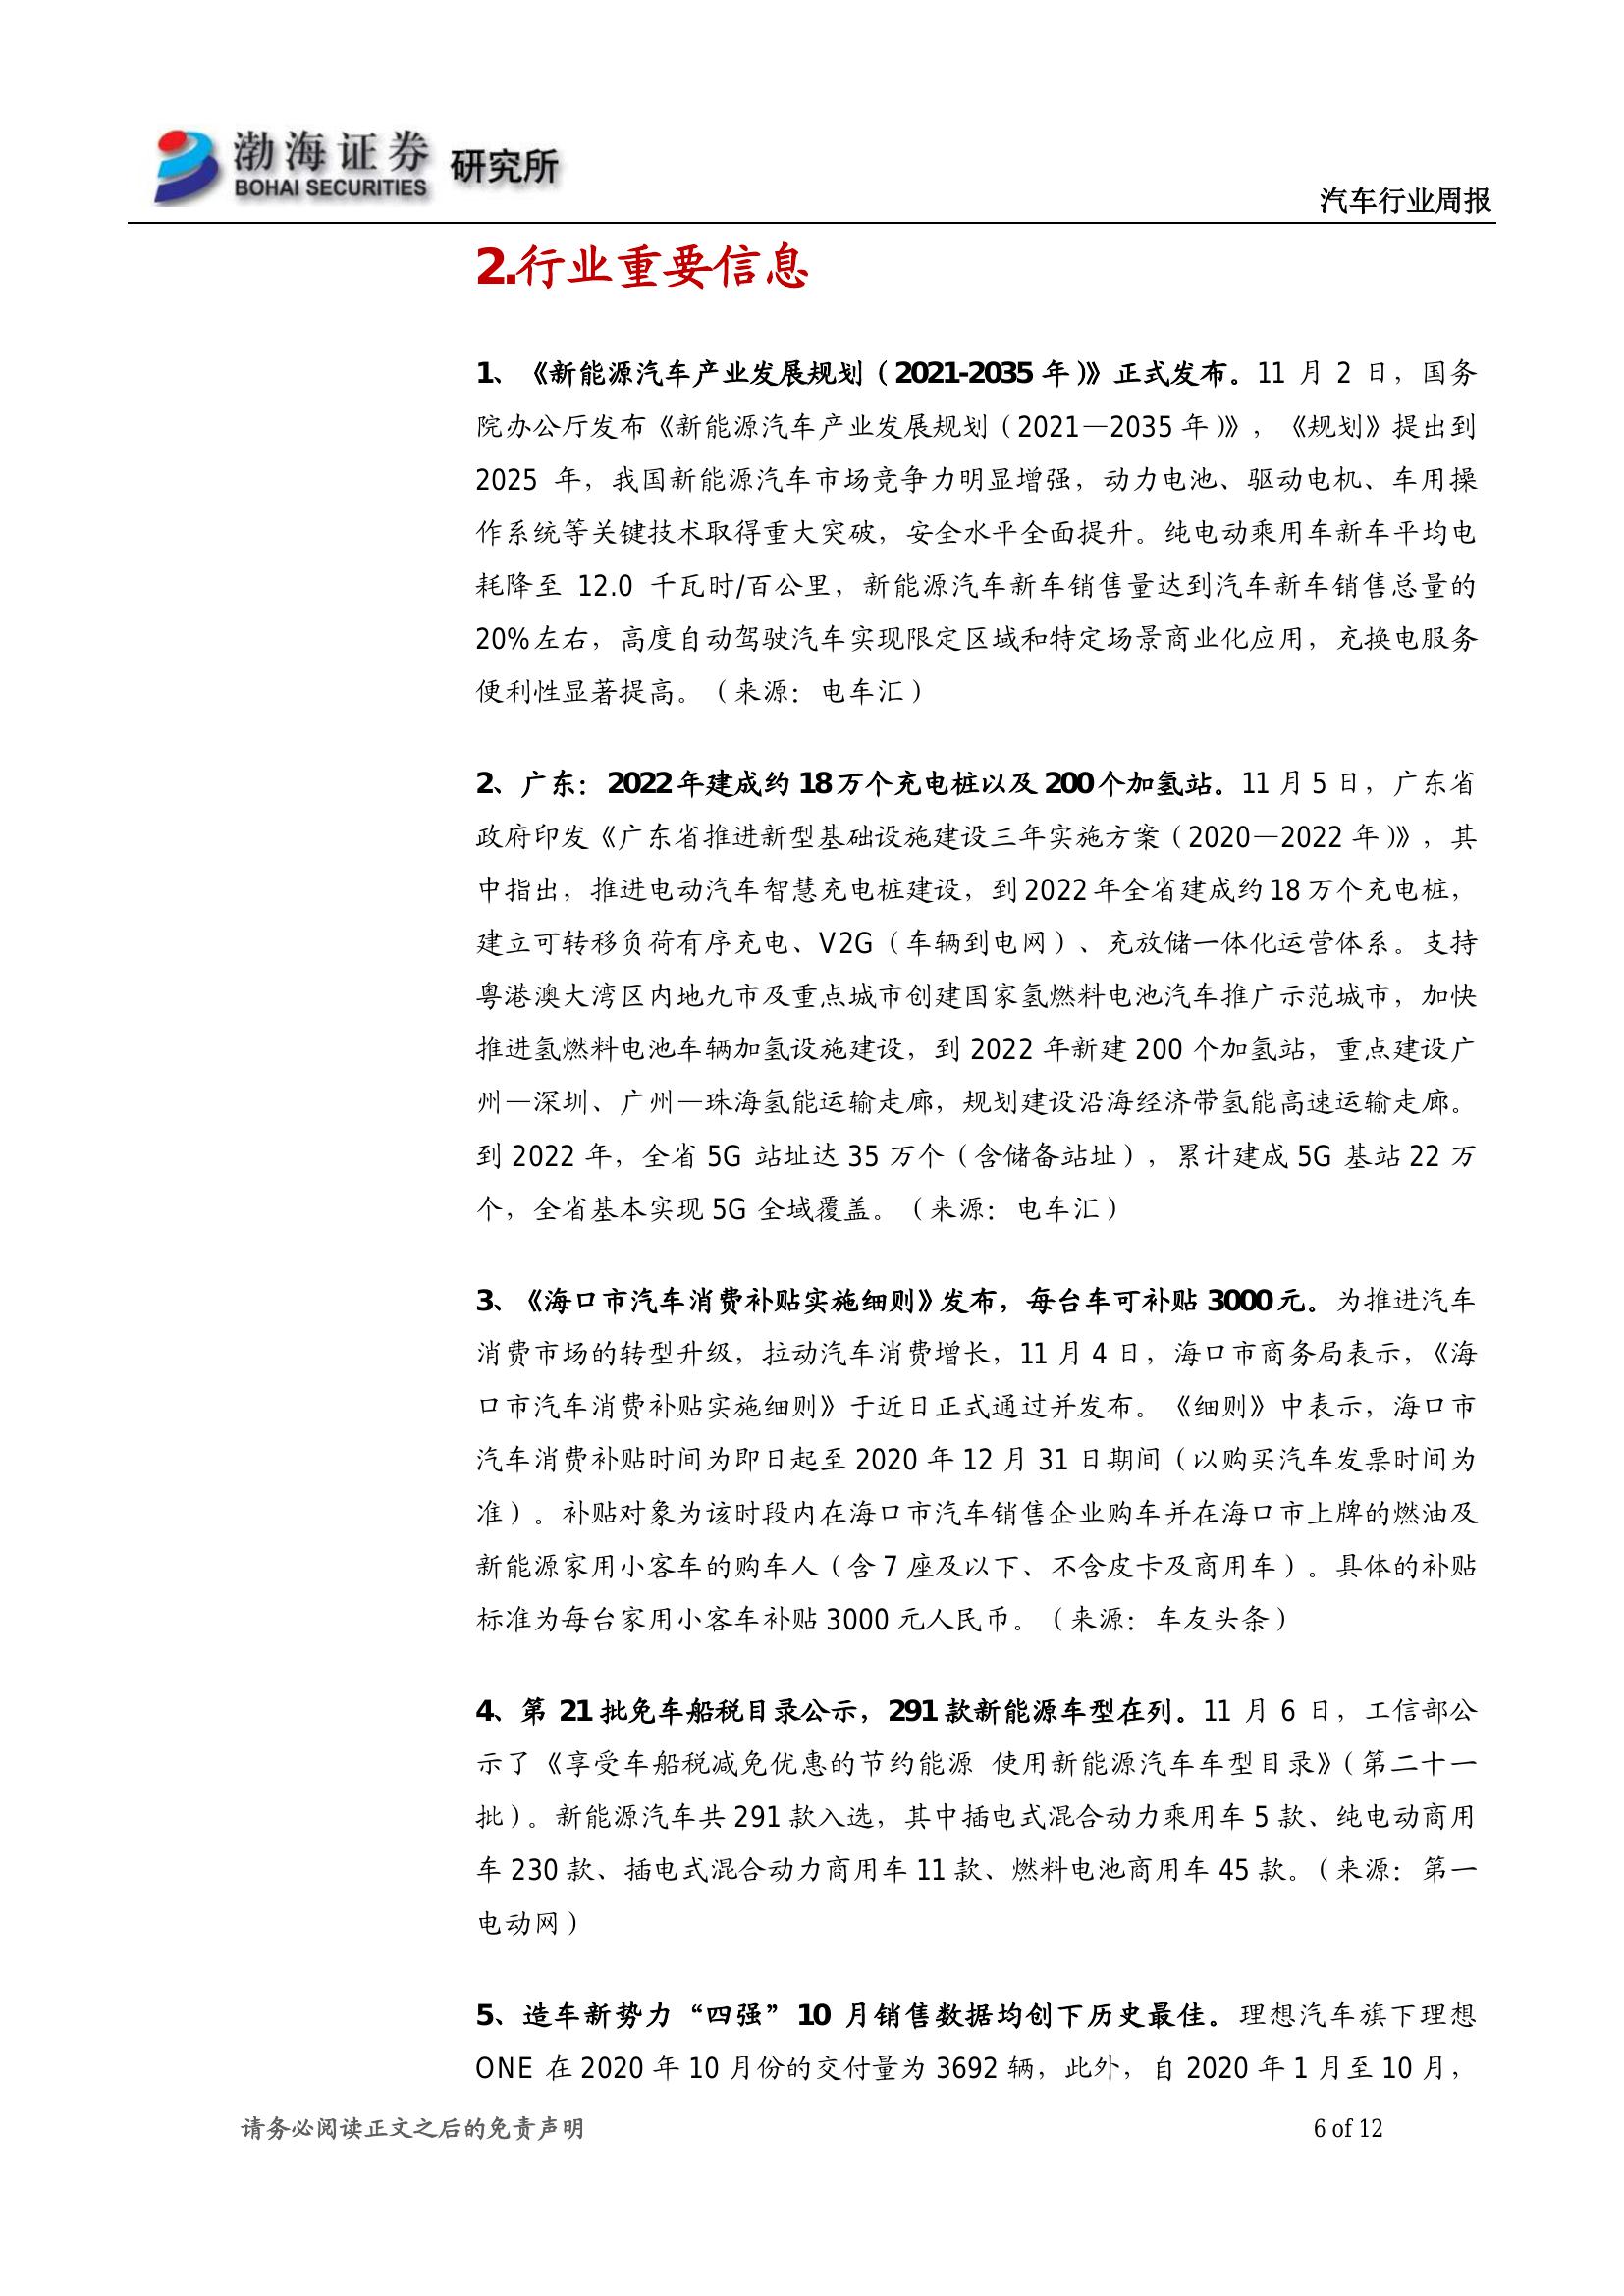 渤海证券 研究所
BOHAI SECURITIES
汽车行业周报
2.行业重要信息
1、《新能源汽车产业发展规划（2021-2035 年）》正式发布。11 月 2 日，国务
院办公厅发布《新能源汽车产业发展规划（2021—2035 年）》，《规划》提出到
2025 年，我国新能源汽车市场竞争力明显增强，动力电池、驱动电机、车用操
作系统等关键技术取得重大突破，安全水平全面提升。纯电动乘用车新车平均电
耗降至 12.0 千瓦时/百公里，新能源汽车新车销售量达到汽车新车销售总量的
20%左右，高度自动驾驶汽车实现限定区域和特定场景商业化应用，充换电服务
便利性显著提高。（来源：电车汇）
2、广东：2022 年建成约 18 万个充电桩以及 200 个加氢站。11 月 5 日，广东省
政府印发《广东省推进新型基础设施建设三年实施方案（2020—2022 年）》，其
中指出，推进电动汽车智慧充电桩建设，到 2022 年全省建成约 18 万个充电桩，
建立可转移负荷有序充电、V2G（车辆到电网）、充放储一体化运营体系。支持
粤港澳大湾区内地九市及重点城市创建国家氢燃料电池汽车推广示范城市，加快
推进氢燃料电池车辆加氢设施建设，到 2022 年新建 200 个加氢站，重点建设广
州—深圳、广州—珠海氢能运输走廊，规划建设沿海经济带氢能高速运输走廊。
到 2022 年，全省 5G 站址达 35 万个（含储备站址），累计建成 5G 基站 22 万
个，全省基本实现 5G 全域覆盖。（来源：电车汇）
3、《海口市汽车消费补贴实施细则》发布，每台车可补贴 3000 元。为推进汽车
消费市场的转型升级，拉动汽车消费增长，11 月 4 日，海口市商务局表示，《海
口市汽车消费补贴实施细则》于近日正式通过并发布。《细则》中表示，海口市
汽车消费补贴时间为即日起至 2020 年 12 月 31 日期间（以购买汽车发票时间为
准）。补贴对象为该时段内在海口市汽车销售企业购车并在海口市上牌的燃油及
新能源家用小客车的购车人（含 7 座及以下、不含皮卡及商用车）。具体的补贴
标准为每台家用小客车补贴 3000 元人民币。（来源：车友头条）
4、第 21 批免车船税目录公示，291 款新能源车型在列。11 月 6 日，工信部公
示了《享受车船税减免优惠的节约能源 使用新能源汽车车型目录》（第二十一
批）。新能源汽车共 291 款入选，其中插电式混合动力乘用车 5 款、纯电动商用
车 230 款、插电式混合动力商用车 11 款、燃料电池商用车 45 款。（来源：第一
电动网）
5、造车新势力“四强”10 月销售数据均创下历史最佳。理想汽车旗下理想
ONE 在 2020 年 10 月份的交付量为 3692 辆，此外，自 2020 年 1 月至 10 月，
请务必阅读正文之后的免责声明
6 of 12